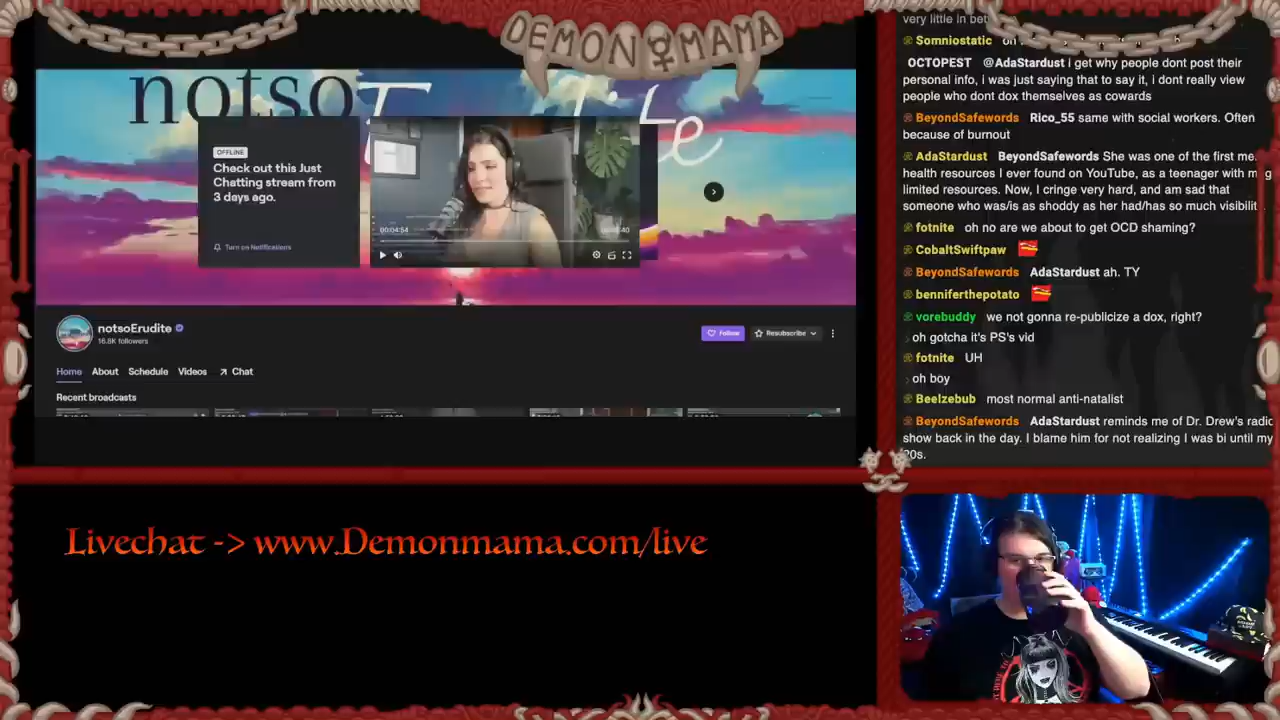 DEMON MAMA
notso
OFFLINE
Check out this Just
Chatting stream from
3 days ago.
Turn on Notifications
00:04:54
notsoErudite
16.8K followers
Follow
Resubscribe
Home
About
Schedule
Videos
Chat
Recent broadcasts
Livechat -> www.Demonmama.com/live
very little in bet
Somniostatic oh
OCTOPEST @AdaStardust i get why people dont post their
personal info, i was just saying that to say it, i dont really view
people who dont dox themselves as cowards
BeyondSafewords Rico_55 same with social workers. Often
because of burnout
AdaStardust BeyondSafewords She was one of the first me
health resources I ever found on YouTube, as a teenager with
limited resources. Now, I cringe very hard, and am sad that
someone who was/is as shoddy as her had/has so much visibilit
fotnite oh no are we about to get OCD shaming?
CobaltSwiftpaw
BeyondSafewords AdaStardust ah. TY
benniferthepotato
vorebuddy we not gonna re-publicize a dox, right?
oh gotcha it's PS's vid
fotnite UH
oh boy
Beelzebub most normal anti-natalist
BeyondSafewords AdaStardust reminds me of Dr. Drew's radio
show back in the day. I blame him for not realizing I was bi until my
20s.